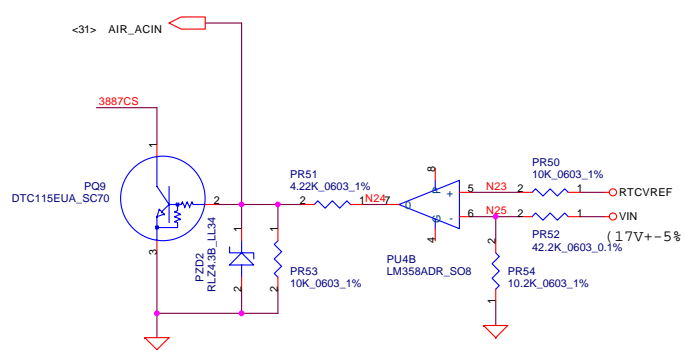 <31> AIR_ACIN
3887CS
1
PQ9
DTC115EUA_SC70
2
3
1
PZD2
RLZ4.3B_LL34
2
1
PR53
10K_0603_1%
2
PR51
4.22K_0603_1%
2
1
N24
7
O
8
P
+
-
G
4
5
6
PU4B
LM358ADR_SO8
N23
N25
2
PR50
10K_0603_1%
1
RTCVREF
2
1
VIN
(17V+-5%
PR52
42.2K_0603_0.1%
2
PR54
10.2K_0603_1%
1